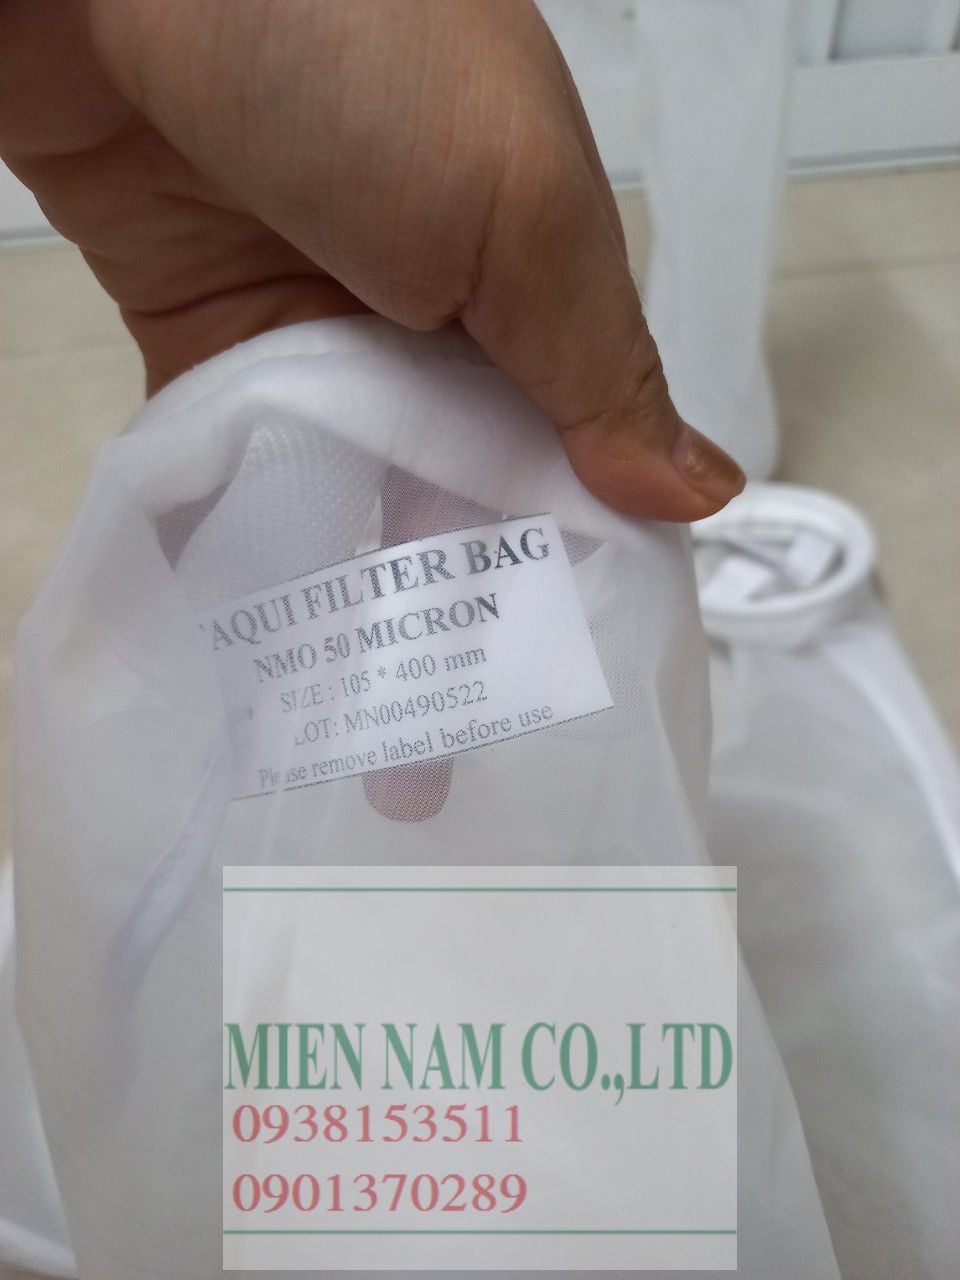 AQUI FILTER BAG
NMO 50 MICRON
SIZE : 105 * 400 mm
LOT: MN00490522
Please remove label before use
MIEN NAM CO.,LTD
0938153511
0901370289